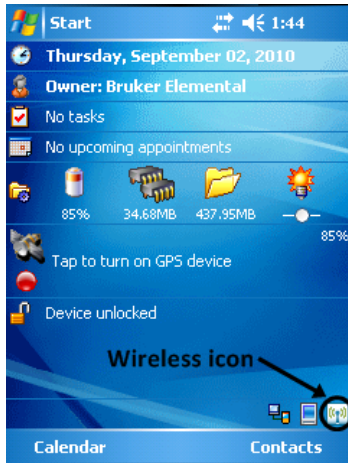 Start 1:44
Thursday, September 02, 2010
Owner: Bruker Elemental
No tasks
No upcoming appointments
85% 34.68MB 437.95MB
85%
Tap to turn on GPS device
Device unlocked
Wireless icon
Calendar Contacts